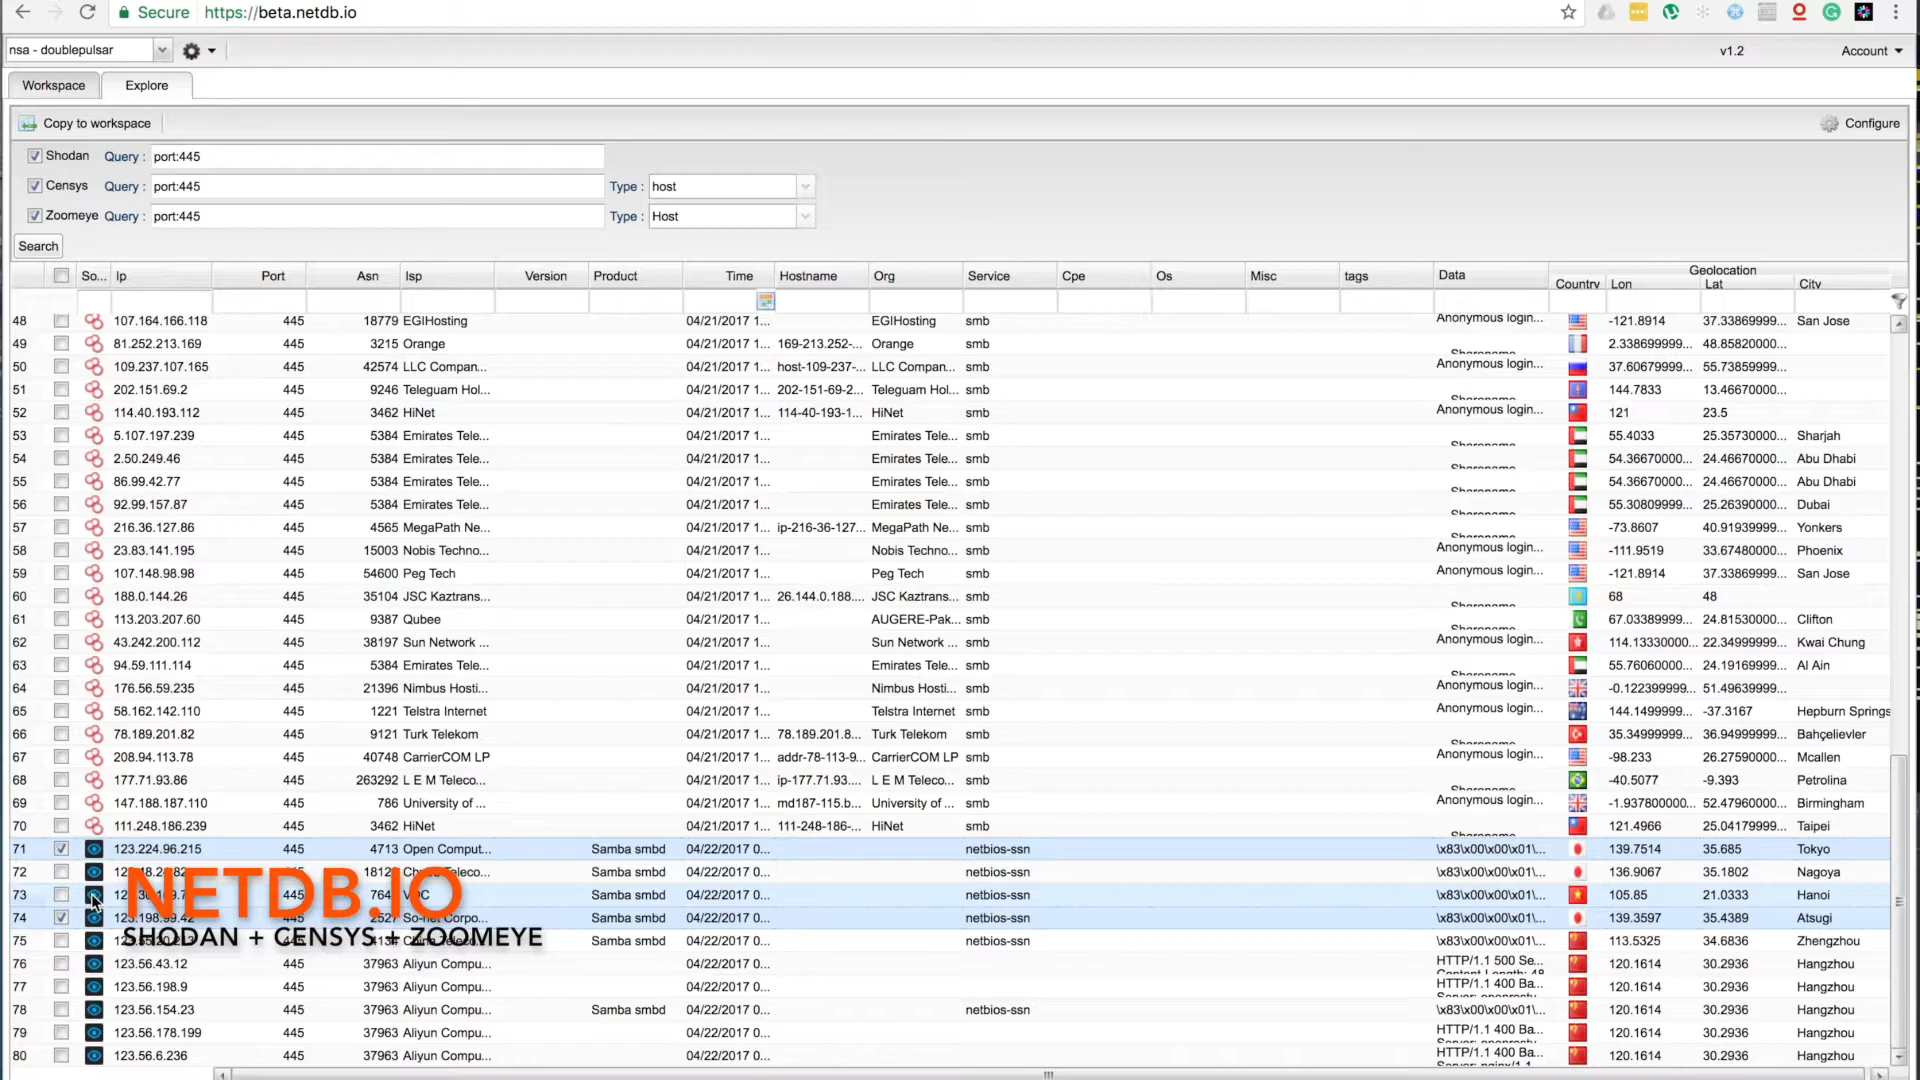 Secure https://beta.netdb.io
nsa - doublepulsar v1.2 Account
Workspace Explore
Copy to workspace Configure
Shodan Query : port:445
Censys Query : port:445 Type : host
Zoomeye Query : port:445 Type : Host
Search
So... Ip Port Asn Isp Version Product Time Hostname Org Service Cpe Os Misc tags Data Geolocation
Country Lon Lat City
48 107.164.166.118 445 18779 EGIHosting 04/21/2017 1... EGIHosting smb Anonymous login... -121.8914 37.33869999... San Jose
49 81.252.213.169 445 3215 Orange 04/21/2017 1... 169-213.252-... Orange smb Sharename 2.338699999... 48.85820000...
50 109.237.107.165 445 42574 LLC Compan... 04/21/2017 1... host-109-237-... LLC Compan... smb Anonymous login... 37.60679999... 55.73859999...
51 202.151.69.2 445 9246 Teleguam Hol... 04/21/2017 1... 202-151-69-2... Teleguam Hol... smb Sharename 144.7833 13.46670000...
52 114.40.193.112 445 3462 HiNet 04/21/2017 1... 114-40-193-1... HiNet smb Anonymous login... 121 23.5
53 5.107.197.239 445 5384 Emirates Tele... 04/21/2017 1... Emirates Tele... smb Sharename 55.4033 25.35730000... Sharjah
54 2.50.249.46 445 5384 Emirates Tele... 04/21/2017 1... Emirates Tele... smb Sharename 54.36670000... 24.46670000... Abu Dhabi
55 86.99.42.77 445 5384 Emirates Tele... 04/21/2017 1... Emirates Tele... smb Sharename 54.36670000... 24.46670000... Abu Dhabi
56 92.99.157.87 445 5384 Emirates Tele... 04/21/2017 1... Emirates Tele... smb Sharename 55.30809999... 25.26390000... Dubai
57 216.36.127.86 445 4565 MegaPath Ne... 04/21/2017 1... ip-216-36-127... MegaPath Ne... smb Sharename -73.8607 40.91939999... Yonkers
58 23.83.141.195 445 15003 Nobis Techno... 04/21/2017 1... Nobis Techno... smb Anonymous login... -111.9519 33.67480000... Phoenix
59 107.148.98.98 445 54600 Peg Tech 04/21/2017 1... Peg Tech smb Anonymous login... -121.8914 37.33869999... San Jose
60 188.0.144.26 445 35104 JSC Kaztrans... 04/21/2017 1... 26.144.0.188.... JSC Kaztrans... smb Sharename 68 48
61 113.203.207.60 445 9387 Qubee 04/21/2017 1... AUGERE-Pak... smb Sharename 67.03389999... 24.81530000... Clifton
62 43.242.200.112 445 38197 Sun Network ... 04/21/2017 1... Sun Network ... smb Anonymous login... 114.13330000... 22.34999999... Kwai Chung
63 94.59.111.114 445 5384 Emirates Tele... 04/21/2017 1... Emirates Tele... smb Sharename 55.76060000... 24.19169999... Al Ain
64 176.56.59.235 445 21396 Nimbus Hosti... 04/21/2017 1... Nimbus Hosti... smb Anonymous login... -0.122399999... 51.49639999...
65 58.162.142.110 445 1221 Telstra Internet 04/21/2017 1... Telstra Internet smb Anonymous login... 144.1499999... -37.3167 Hepburn Springs
66 78.189.201.82 445 9121 Turk Telekom 04/21/2017 1... 78.189.201.8... Turk Telekom smb Sharename 35.34999999... 36.94999999... Bahçelievler
67 208.94.113.78 445 40748 CarrierCOM LP 04/21/2017 1... addr-78-113-9... CarrierCOM LP smb Anonymous login... -98.233 26.27590000... Mcallen
68 177.71.93.86 445 263292 L E M Teleco... 04/21/2017 1... ip-177.71.93.... L E M Teleco... smb Sharename -40.5077 -9.393 Petrolina
69 147.188.187.110 445 786 University of ... 04/21/2017 1... md187-115.b... University of ... smb Anonymous login... -1.937800000... 52.47960000... Birmingham
70 111.248.186.239 445 3462 HiNet 04/21/2017 1... 111-248-186-... HiNet smb Sharename 121.4966 25.04179999... Taipei
71 123.224.96.215 445 4713 Open Comput... Samba smbd 04/22/2017 0... netbios-ssn \x83\x00\x00\x01\... 139.7514 35.685 Tokyo
72 445 Samba smbd 04/22/2017 0... netbios-ssn \x83\x00\x00\x01\... 136.9067 35.1802 Nagoya
73 445 Samba smbd 04/22/2017 0... netbios-ssn \x83\x00\x00\x01\... 105.85 21.0333 Hanoi
74 123.198.99.42 445 2527 So-net Corpo... Samba smbd 04/22/2017 0... netbios-ssn \x83\x00\x00\x01\... 139.3597 35.4389 Atsugi
75 445 Samba smbd 04/22/2017 0... netbios-ssn \x83\x00\x00\x01\... 113.5325 34.6836 Zhengzhou
NETDB.IO
SHODAN + CENSYS + ZOOMEYE
76 123.56.43.12 445 37963 Aliyun Compu... 04/22/2017 0... HTTP/1.1 500 Se... 120.1614 30.2936 Hangzhou
77 123.56.198.9 445 37963 Aliyun Compu... 04/22/2017 0... HTTP/1.1 400 Ba... 120.1614 30.2936 Hangzhou
78 123.56.154.23 445 37963 Aliyun Compu... Samba smbd 04/22/2017 0... netbios-ssn \x83\x00\x00\x01\... 120.1614 30.2936 Hangzhou
79 123.56.178.199 445 37963 Aliyun Compu... 04/22/2017 0... HTTP/1.1 400 Ba... 120.1614 30.2936 Hangzhou
80 123.56.6.236 445 37963 Aliyun Compu... 04/22/2017 0... HTTP/1.1 400 Ba... 120.1614 30.2936 Hangzhou